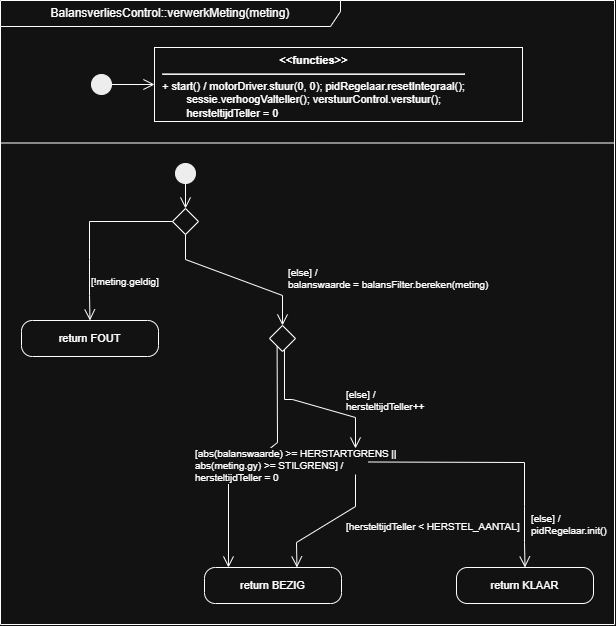 BalansverliesControl::verwerkMeting(meting)
<<functies>>
+ start() / motorDriver.stuur(0, 0); pidRegelaar.resetIntegraal();
sessie.verhoogValteller(); verstuurControl.verstuur();
hersteltijdTeller = 0
[!meting.geldig]
[else] /
balanswaarde = balansFilter.bereken(meting)
return FOUT
[else] /
hersteltijdTeller++
[abs(balanswaarde) >= HERSTARTGRENS ||
abs(meting.gy) >= STILGRENS] /
hersteltijdTeller = 0
[hersteltijdTeller < HERSTEL_AANTAL]
[else] /
pidRegelaar.init()
return BEZIG
return KLAAR